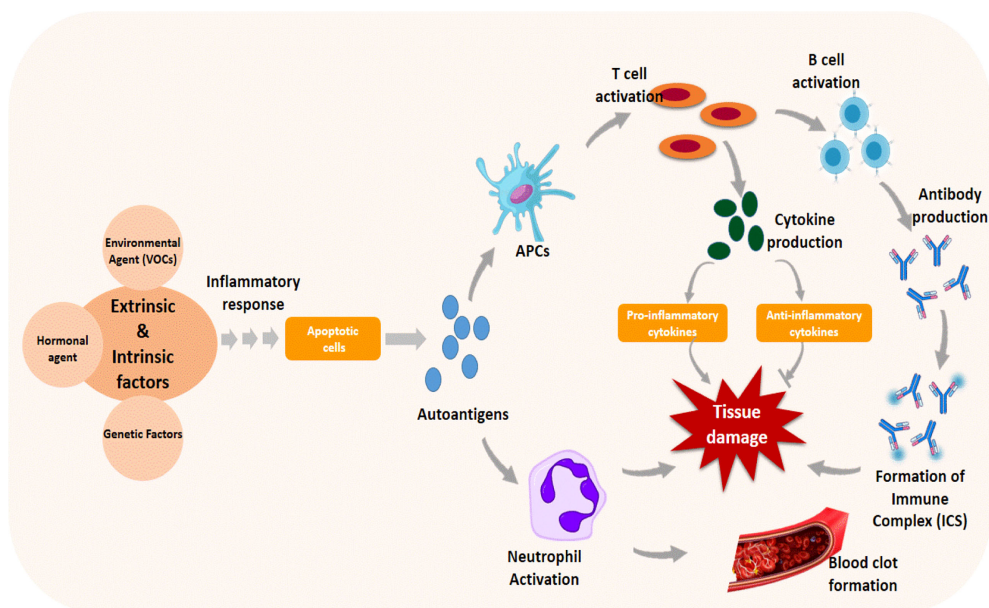 Environmental
Agent (VOCs)
Extrinsic
&
Intrinsic
factors
Hormonal
agent
Genetic Factors
Inflammatory
response
Apoptotic
cells
Autoantigens
APCs
T cell
activation
B cell
activation
Cytokine
production
Antibody
production
Pro-inflammatory
cytokines
Anti-inflammatory
cytokines
Tissue
damage
Formation of
Immune
Complex (ICS)
Neutrophil
Activation
Blood clot
formation